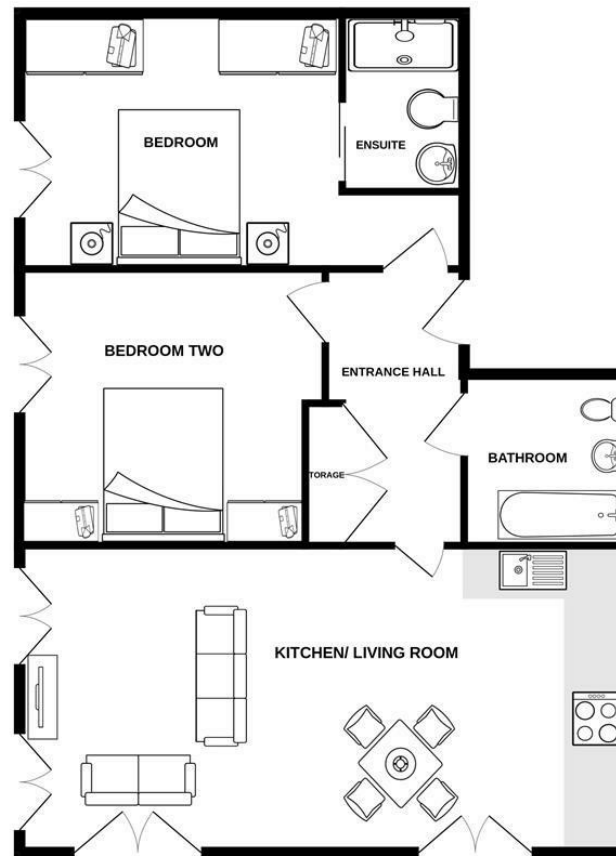 BEDROOM
ENSUITE
BEDROOM TWO
ENTRANCE HALL
TORAGE
BATHROOM
KITCHEN/ LIVING ROOM